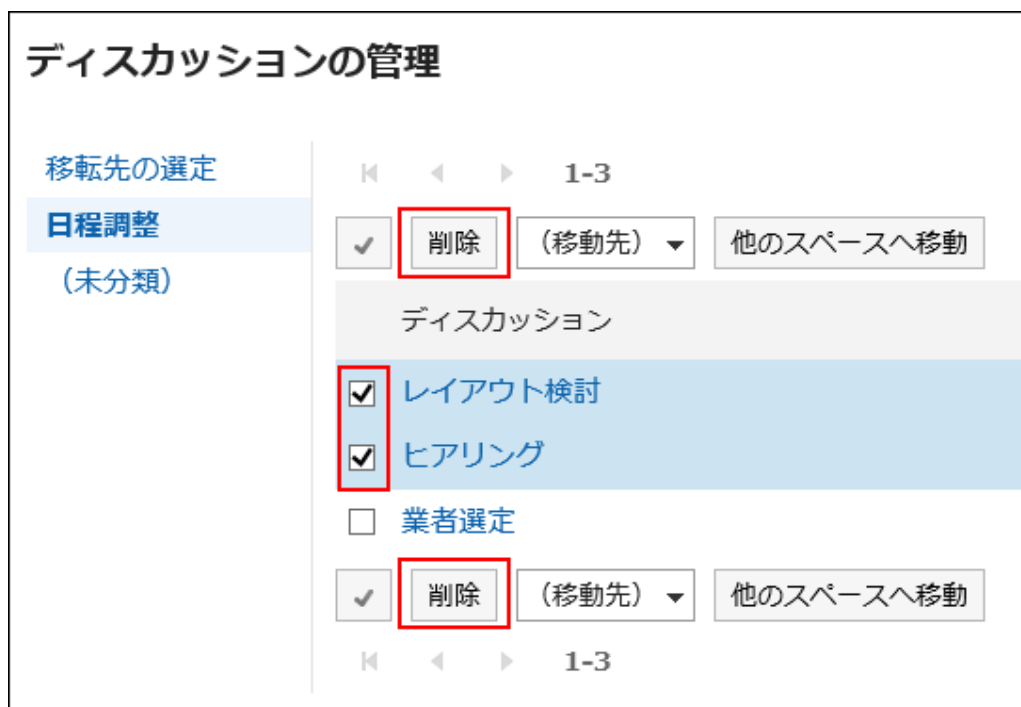 ディスカッションの管理
移転先の選定
日程調整
（未分類）
1-3
削除 （移動先） 他のスペースへ移動
ディスカッション
レイアウト検討
ヒアリング
業者選定
削除 （移動先） 他のスペースへ移動
1-3